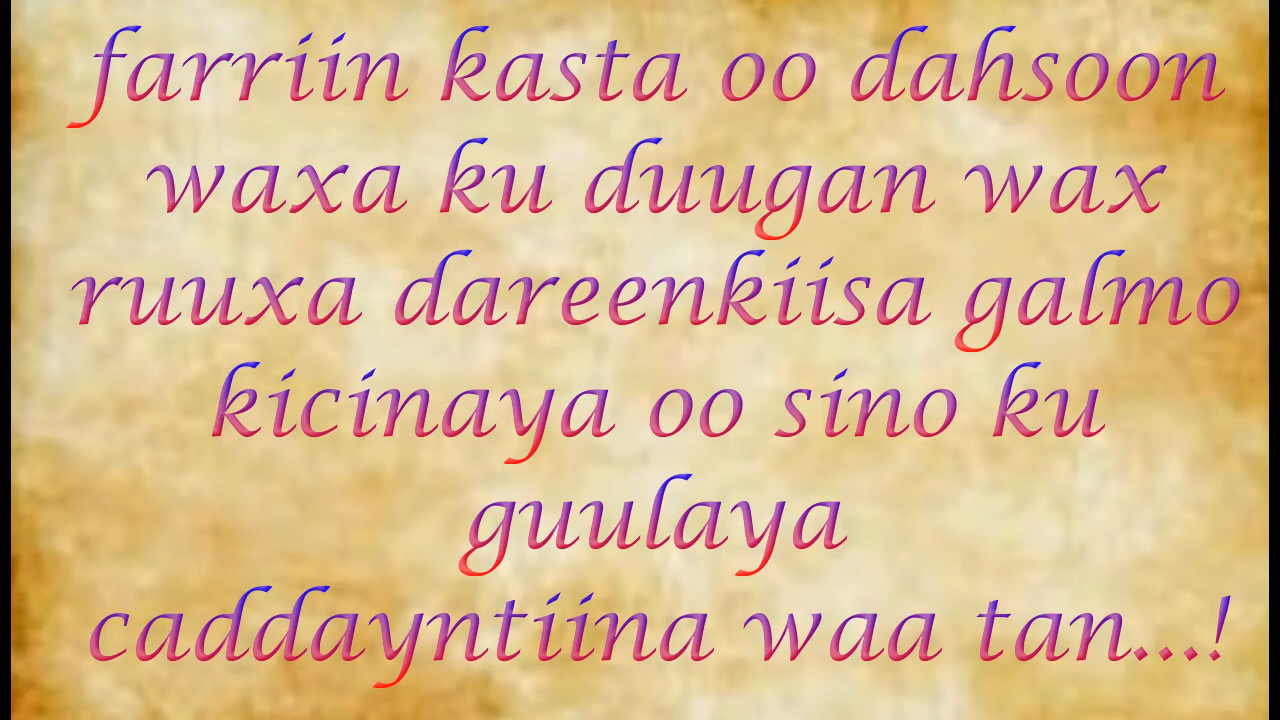 farriin kasta oo dahsoon
waxa ku duugan wax
ruuxa dareenkiisa galmo
kicinaya oo sino ku
guulaya
caddayntiina waa tan...!